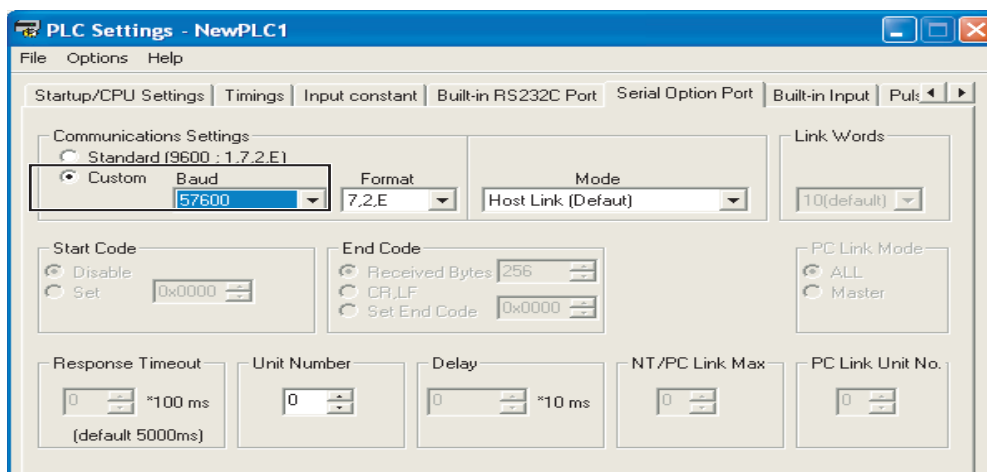 PLC Settings - NewPLC1
File Options Help
Startup/CPU Settings Timings Input constant Built-in RS232C Port Serial Option Port Built-in Input Puls
Communications Settings
Link Words
Standard (9600 ; 1,7,2,E)
Custom Baud Format Mode
57600 7,2,E Host Link (Defaut) 10(default)
Start Code End Code PC Link Mode
Disable Received Bytes 256 ALL
Set 0x0000 CR,LF Master
Set End Code 0x0000
Response Timeout Unit Number Delay NT/PC Link Max PC Link Unit No.
0 *100 ms 0 0 *10 ms 0 0
(default 5000ms)